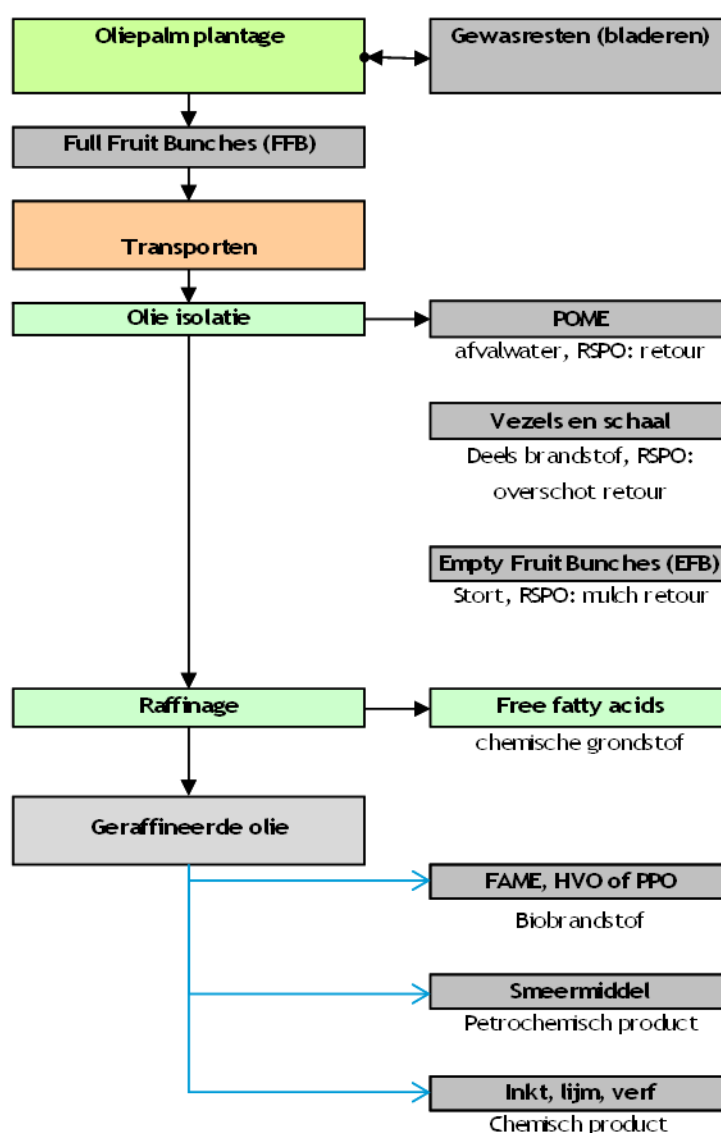 Oliepalm plantage
Gewasresten (bladeren)
Full Fruit Bunches (FFB)
Transporten
Olie isolatie
POME
afvalwater, RSPO: retour
Vezels en schaal
Deels brandstof, RSPO:
overschot retour
Empty Fruit Bunches (EFB)
Stort, RSPO: mulch retour
Raffinage
Free fatty acids
chemische grondstof
Geraffineerde olie
FAME, HVO of PPO
Biobrandstof
Smeermiddel
Petrochemisch product
Inkt, lijm, verf
Chemisch product